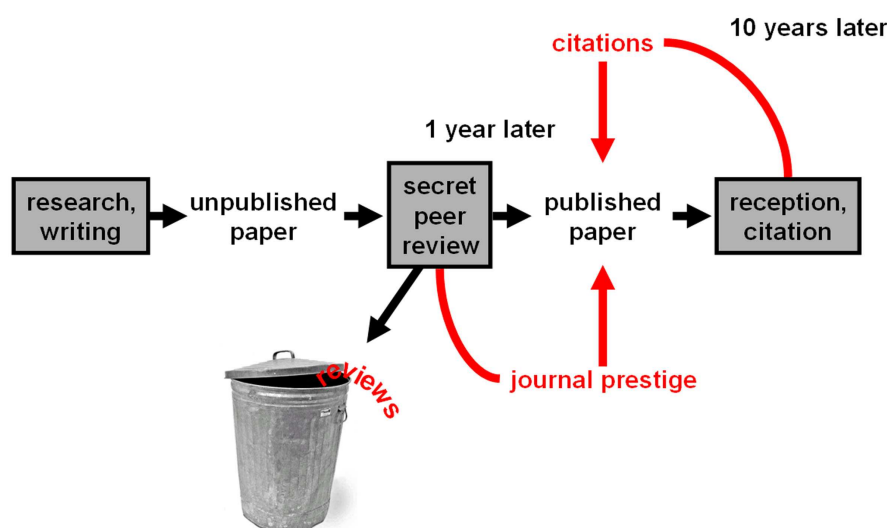 citations
10 years later
1 year later
research,
writing
unpublished
paper
secret
peer
review
published
paper
reception,
citation
reviews
journal prestige